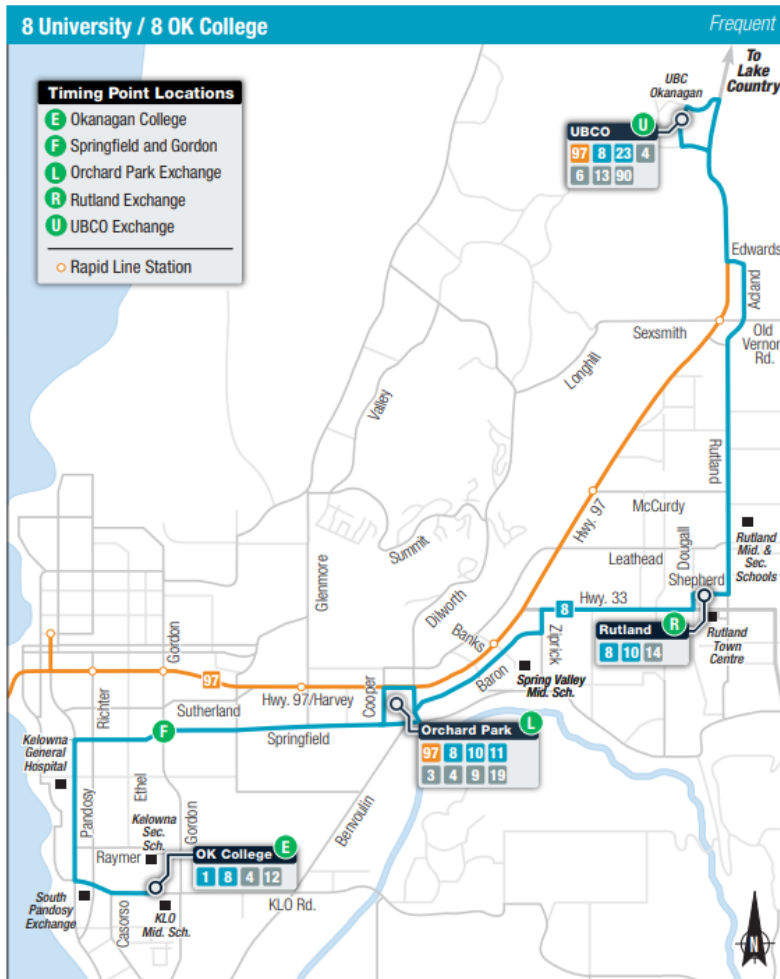 8 University / 8 OK College
Frequent
Timing Point Locations
E Okanagan College
F Springfield and Gordon
L Orchard Park Exchange
R Rutland Exchange
U UBCO Exchange
Rapid Line Station
To
Lake
Country
UBC
Okanagan
UBCO U
97 8 23 4
6 13 90
Edwards
Acland
Sexsmith
Old
Vernon
Rd.
Longhill
Valley
Rutland
Hwy. 97
McCurdy
Dougall
Rutland
Mid. &
Sec.
Schools
Summit
Leathead
Shepherd
Glenmore
Dilworth
8
Hwy. 33
Rutland R
8 10 14
Rutland
Town
Centre
Banks
Ziprick
Gordon
Baron
Spring Valley
Mid. Sch.
97
Hwy. 97/Harvey
Cooper
Richter
Sutherland
F
Springfield
Orchard Park L
97 8 10 11
3 4 9 19
Kelowna
General
Hospital
Pandosy
Ethel
Gordon
Kelowna
Sec.
Sch.
Benvoulin
Raymer
OK College E
1 8 4 12
South
Pandosy
Exchange
Casorso
KLO
Mid. Sch.
KLO Rd.
N